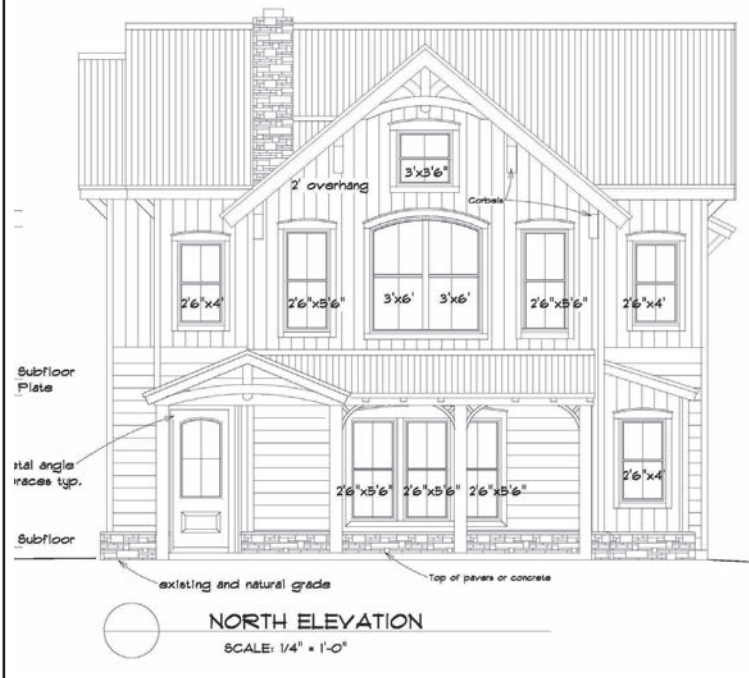 3'x3'6"
2' overhang
Corbels
2'6"x4'
2'6"x5'6"
3'x6'
3'x6'
2'6"x5'6"
2'6"x4'
Subfloor
Plate
etal angle
races typ.
2'6"x5'6"
2'6"x5'6"
2'6"x5'6"
2'6"x4'
Subfloor
existing and natural grade
Top of pavers or concrete
NORTH ELEVATION
SCALE: 1/4" = 1'-0"